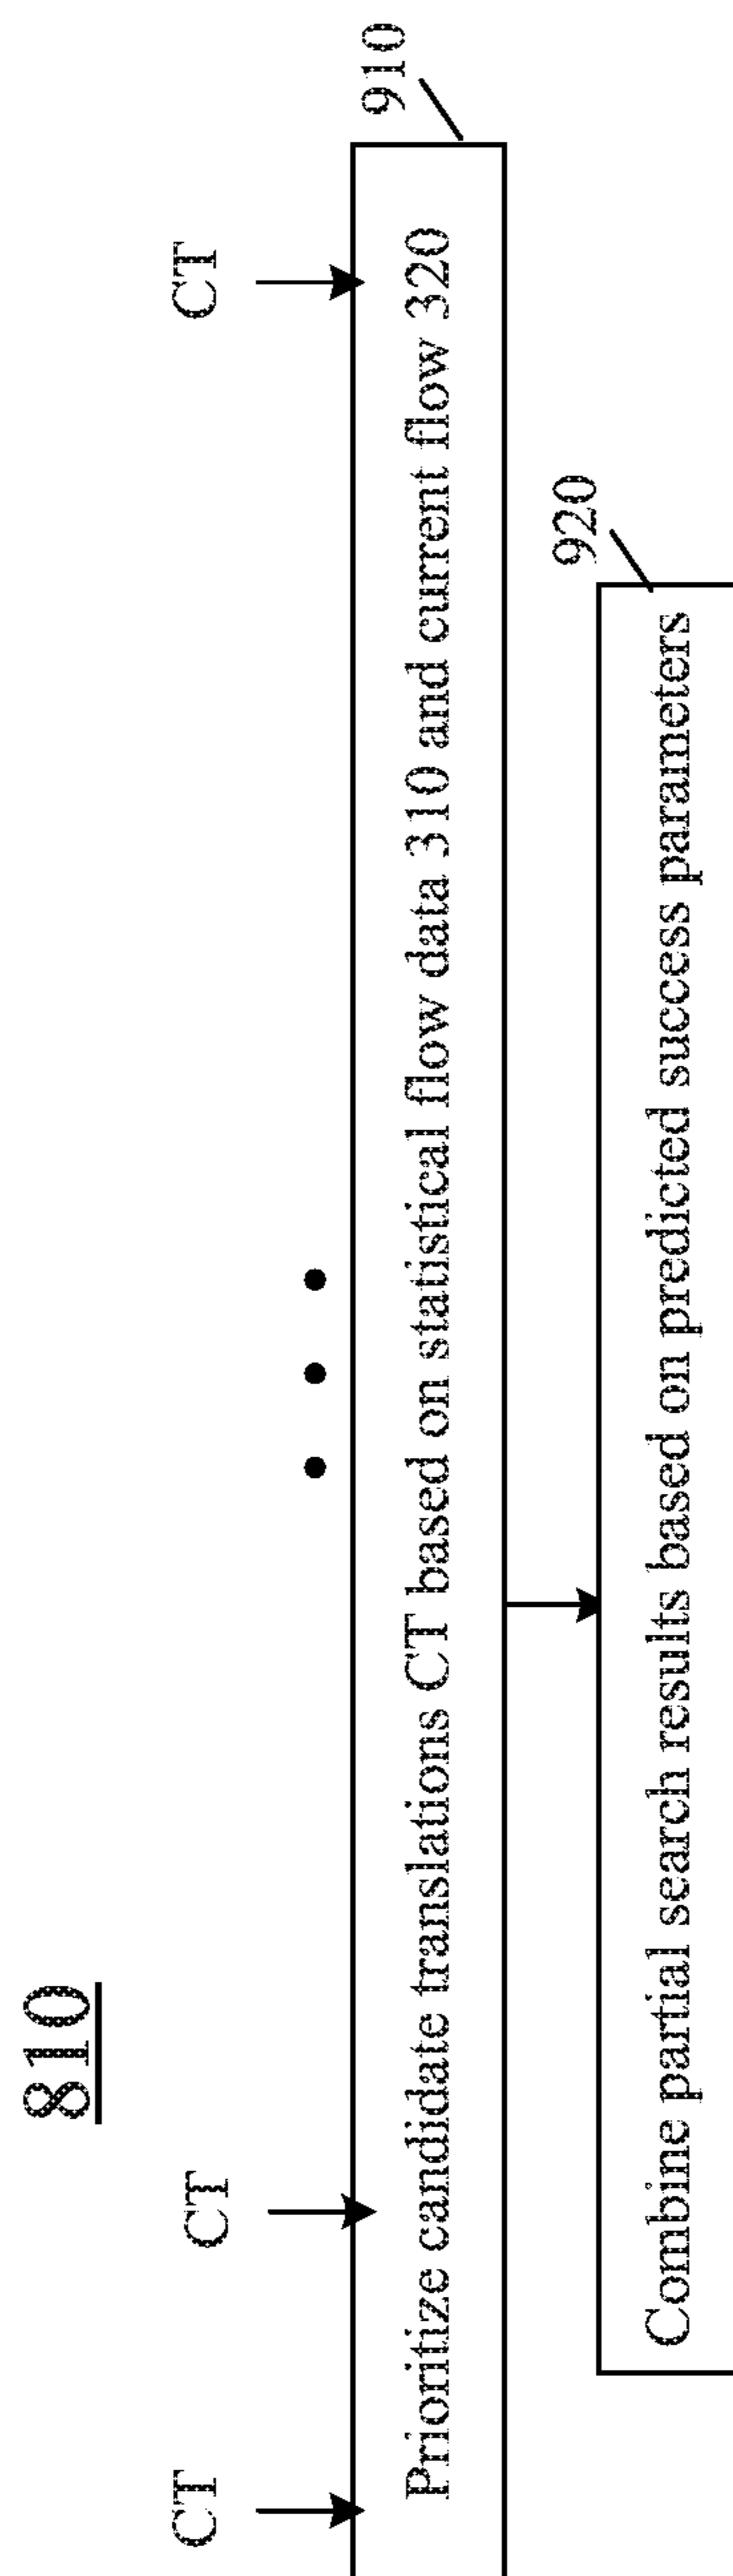 810
CT
CT
CT
910
Prioritize candidate translations CT based on statistical flow data 310 and current flow 320
920
Combine partial search results based on predicted success parameters